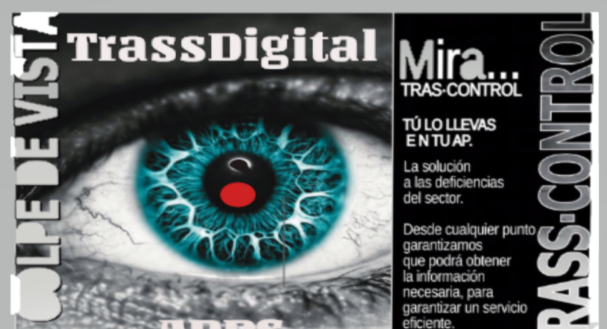 GOLPE DE VISTA
TrassDigital
Mira...
TRAS-CONTROL
TÚ LO LLEVAS
EN TU AP.
La solución
a las deficiencias
del sector.
Desde cualquier punto
garantizamos
que podrá obtener
la información
necesaria, para
garantizar un servicio
eficiente.
RASS-CONTROL